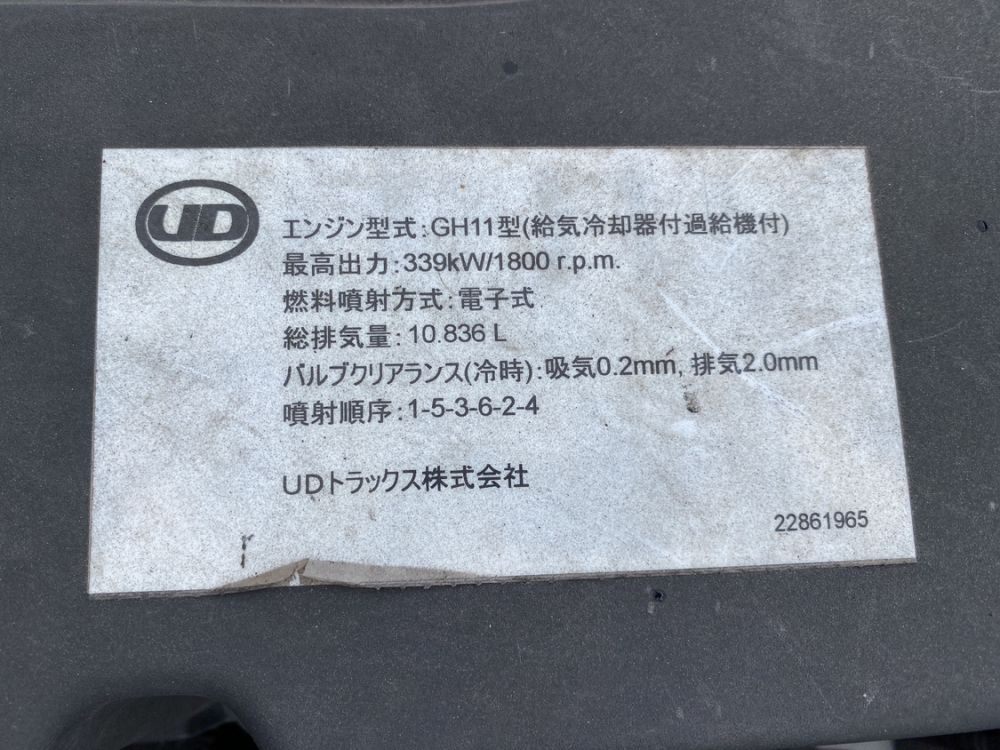 UD
エンジン型式:GH11型(給気冷却器付過給機付)
最高出力:339kW/1800 r.p.m.
燃料噴射方式:電子式
総排気量:10.836 L
バルブクリアランス(冷時):吸気0.2mm, 排気2.0mm
噴射順序:1-5-3-6-2-4
UDトラックス株式会社
22861965